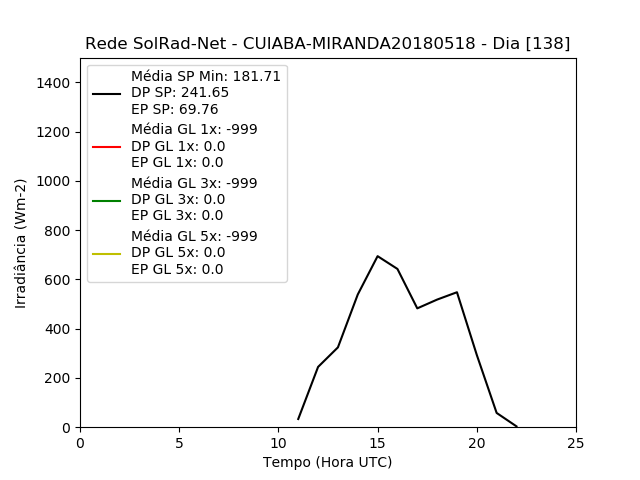 Rede SolRad-Net - CUIABA-MIRANDA20180518 - Dia [138]
Média SP Min: 181.71
DP SP: 241.65
EP SP: 69.76
Média GL 1x: -999
DP GL 1x: 0.0
EP GL 1x: 0.0
Média GL 3x: -999
DP GL 3x: 0.0
EP GL 3x: 0.0
Média GL 5x: -999
DP GL 5x: 0.0
EP GL 5x: 0.0
Irradiância (Wm-2)
1400
1200
1000
800
600
400
200
0
0 5 10 15 20 25
Tempo (Hora UTC)